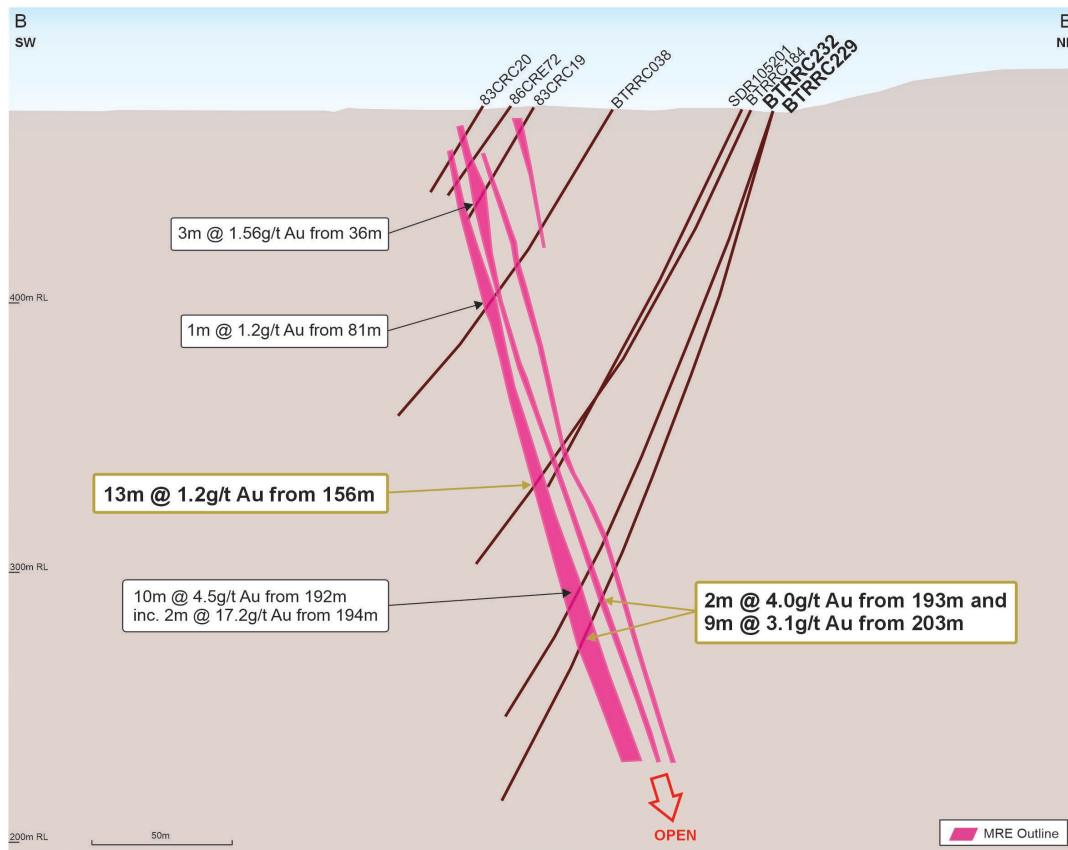 B
SW
E
NE
83CRC20
86CRE72
83CRC19
BTRRC038
SDR105201
BTRRC184
BTRRC232
BTRRC229
3m @ 1.56g/t Au from 36m
400m RL
1m @ 1.2g/t Au from 81m
13m @ 1.2g/t Au from 156m
300m RL
10m @ 4.5g/t Au from 192m
inc. 2m @ 17.2g/t Au from 194m
2m @ 4.0g/t Au from 193m and
9m @ 3.1g/t Au from 203m
OPEN
200m RL
50m
MRE Outline